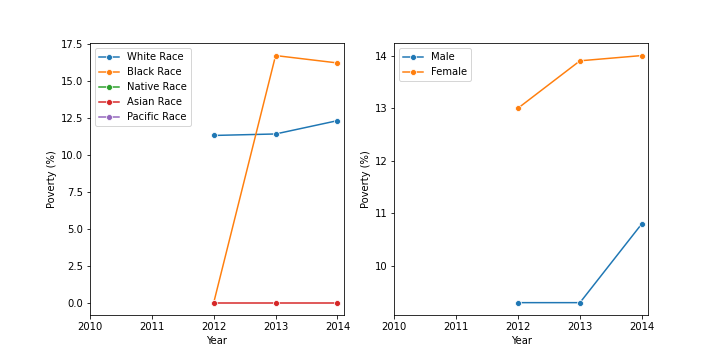 17.5
15.0
12.5
10.0
7.5
5.0
2.5
0.0
Poverty (%)
White Race
Black Race
Native Race
Asian Race
Pacific Race
2010 2011 2012 2013 2014
Year
14
13
12
11
10
Poverty (%)
Male
Female
2010 2011 2012 2013 2014
Year